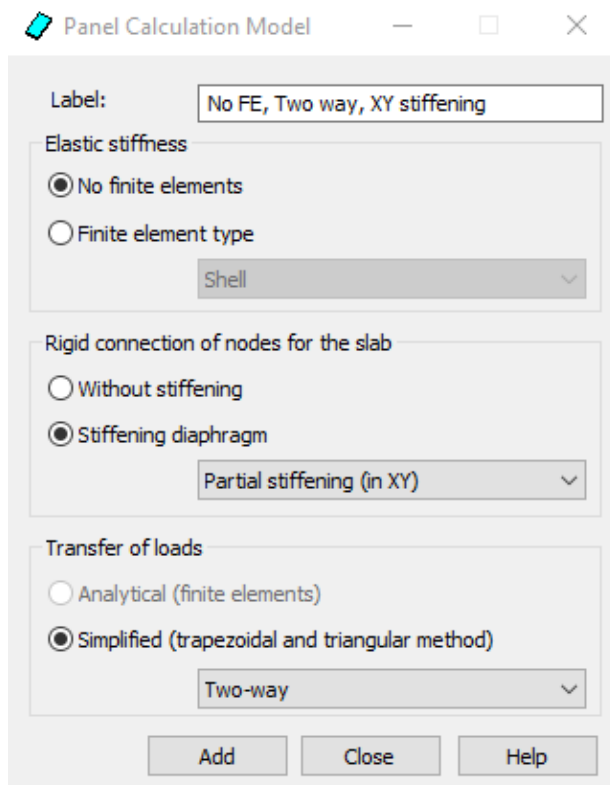 Panel Calculation Model
Label:
No FE, Two way, XY stiffening
Elastic stiffness
No finite elements
Finite element type
Shell
Rigid connection of nodes for the slab
Without stiffening
Stiffening diaphragm
Partial stiffening (in XY)
Transfer of loads
Analytical (finite elements)
Simplified (trapezoidal and triangular method)
Two-way
Add Close Help